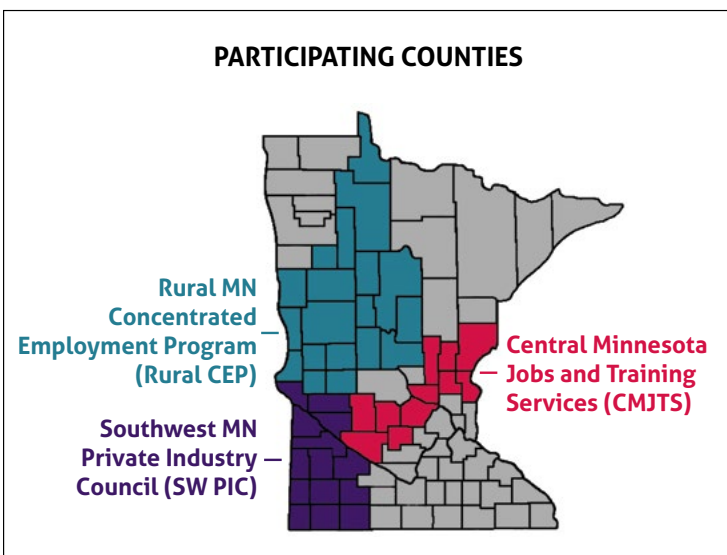 PARTICIPATING COUNTIES
Rural MN
Concentrated
Employment Program
(Rural CEP)
Central Minnesota
Jobs and Training
Services (CMJTS)
Southwest MN
Private Industry
Council (SW PIC)